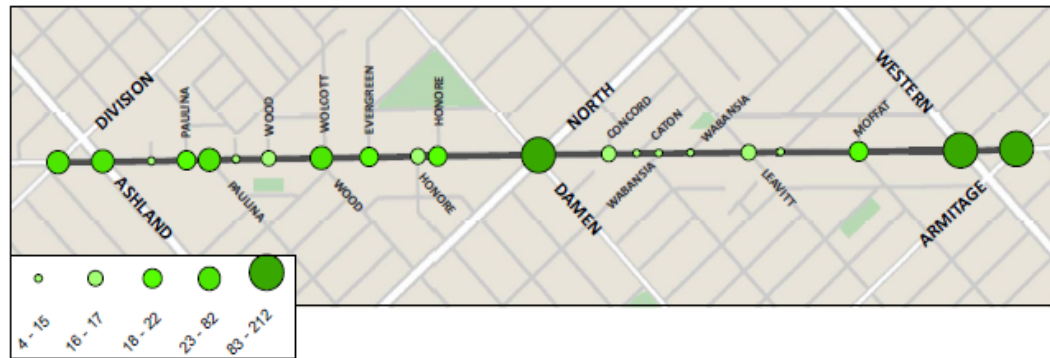 DIVISION
ASHLAND
PAULINA
PAULINA
WOOD
WOLCOTT
WOOD
EVERGREEN
HONORE
HONORE
NORTH
DAMEN
CONCORD
WABANSIA
CATON
WABANSIA
LEAVITT
MOFFAT
WESTERN
ARMITAGE
4 - 15
16 - 17
18 - 22
23 - 82
83 - 212